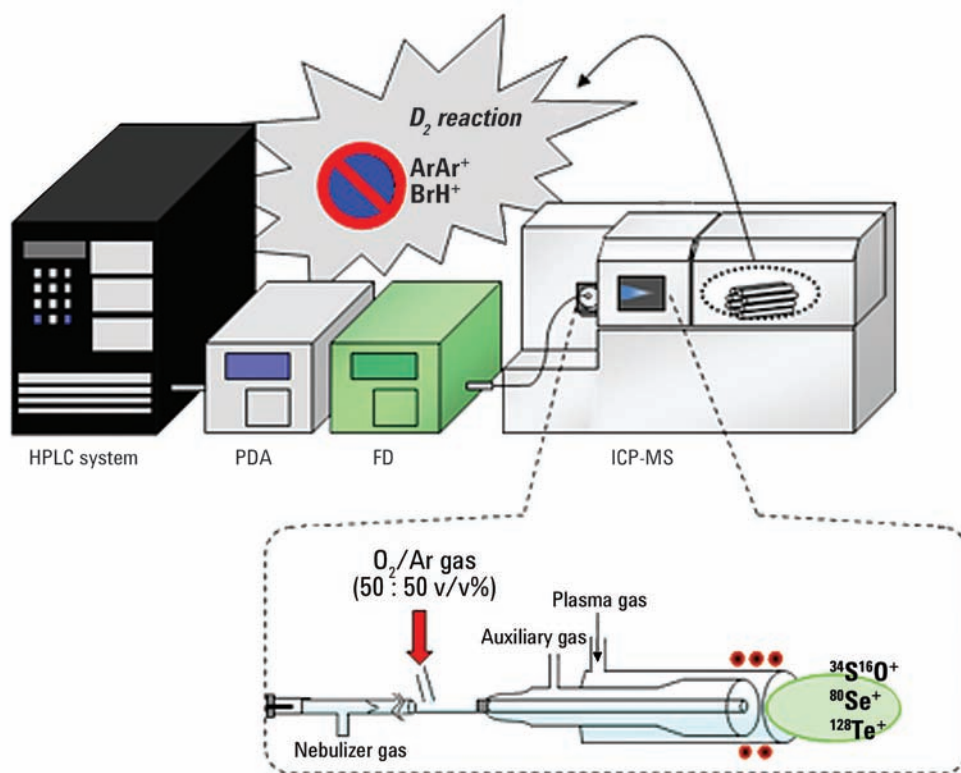 D₂ reaction
ArAr⁺
BrH⁺
HPLC system
PDA
FD
ICP-MS
O₂/Ar gas
(50 : 50 v/v%)
Plasma gas
Auxiliary gas
Nebulizer gas
³⁴S¹⁶O⁺
⁸⁰Se⁺
¹²⁸Te⁺